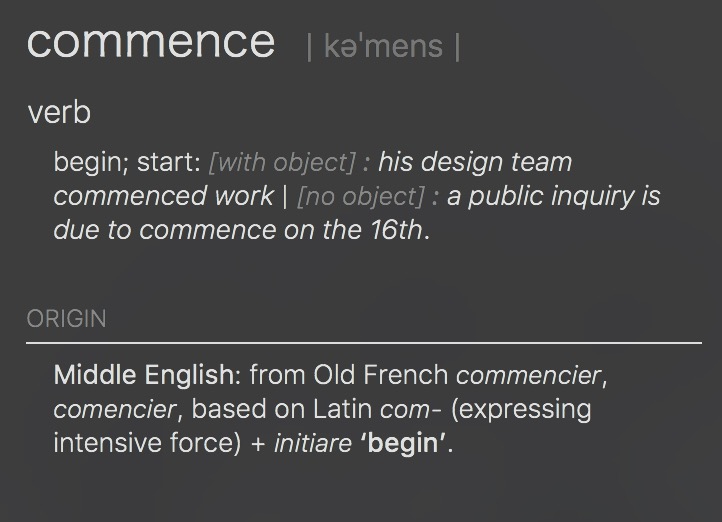 commence | kəˈmens |
verb
begin; start: [with object] : his design team
commenced work | [no object] : a public inquiry is
due to commence on the 16th.
ORIGIN
Middle English: from Old French commencier,
comencier, based on Latin com- (expressing
intensive force) + initiare ‘begin’.